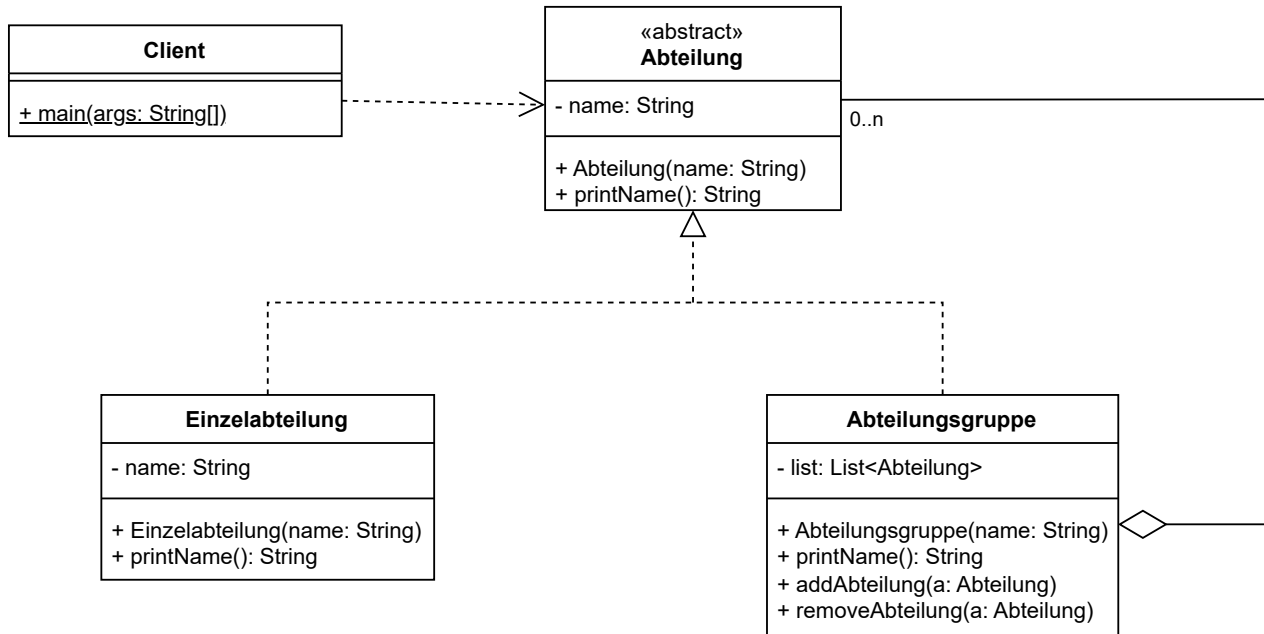 Client
+ main(args: String[])
«abstract»
Abteilung
- name: String
+ Abteilung(name: String)
+ printName(): String
0..n
Einzelabteilung
- name: String
+ Einzelabteilung(name: String)
+ printName(): String
Abteilungsgruppe
- list: List<Abteilung>
+ Abteilungsgruppe(name: String)
+ printName(): String
+ addAbteilung(a: Abteilung)
+ removeAbteilung(a: Abteilung)